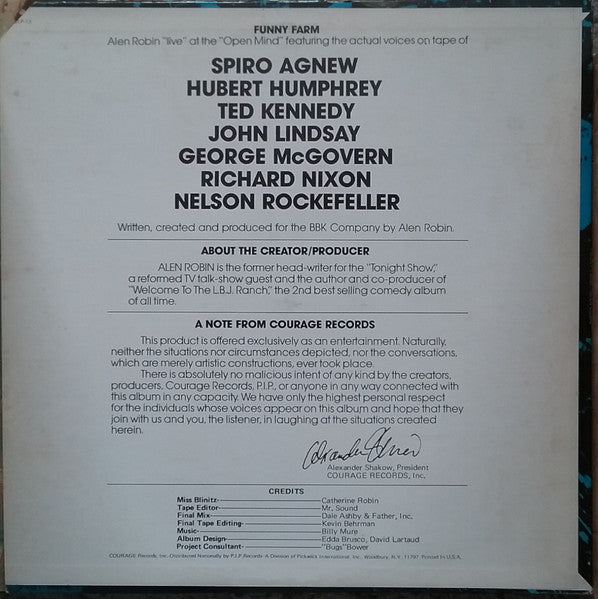 FUNNY FARM
Alen Robin "live" at the "Open Mind" featuring the actual voices on tape of
SPIRO AGNEW
HUBERT HUMPHREY
TED KENNEDY
JOHN LINDSAY
GEORGE McGOVERN
RICHARD NIXON
NELSON ROCKEFELLER
Written, created and produced for the BBK Company by Alen Robin.
ABOUT THE CREATOR/PRODUCER
ALEN ROBIN is the former head-writer for the "Tonight Show,"
a reformed TV talk-show guest and the author and co-producer of
"Welcome To The L.B.J. Ranch," the 2nd best selling comedy album
of all time.
A NOTE FROM COURAGE RECORDS
This product is offered exclusively as an entertainment. Naturally,
neither the situations nor circumstances depicted, nor the conversations,
which are merely artistic constructions, ever took place.
There is absolutely no malicious intent of any kind by the creators,
producers, Courage Records, P.I.P., or anyone in any way connected with
this album in any capacity. We have only the highest personal respect
for the individuals whose voices appear on this album and hope that they
join with us and you, the listener, in laughing at the situations created
herein.
Alexander Shakow, President
COURAGE RECORDS, Inc.
CREDITS
Miss Blinitz Catherine Robin
Tape Editor Mr. Sound
Final Mix Dale Ashby & Father, Inc.
Final Tape Editing Kevin Behrman
Music Billy Mure
Album Design Edda Brusco, David Lartaud
Project Consultant "Bugs" Bower
COURAGE Records, Inc. Distributed Nationally by P.I.P. Records A Division of Pickwick International, Inc. Woodbury, N.Y. 11797 Printed In U.S.A.